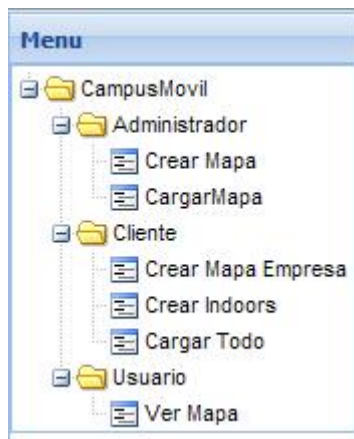 Menu
CampusMovil
Administrador
Crear Mapa
CargarMapa
Cliente
Crear Mapa Empresa
Crear Indoors
Cargar Todo
Usuario
Ver Mapa